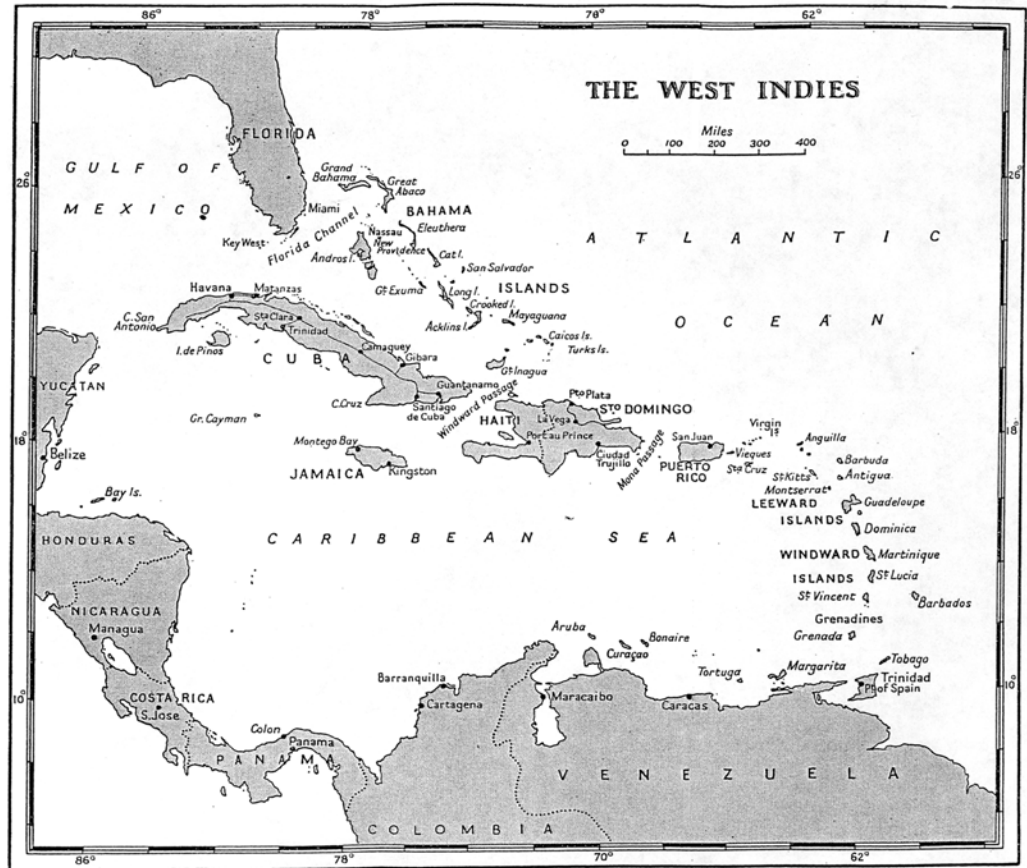 86°
78°
70°
62°
THE WEST INDIES
Miles
0 100 200 300 400
FLORIDA
GULF OF
MEXICO
26°
26°
Grand
Bahama
Great
Abaco
Miami
BAHAMA
Eleuthera
Key West
Florida Channel
Nassau
New
Providence
Andros I.
Cat I.
San Salvador
ATLANTIC
OCEAN
Gt Exuma
Long I.
ISLANDS
Crooked I.
Mayaguana
Acklins I.
Havana
Matanzas
C. San
Antonio
Sta Clara
Trinidad
I. de Pinos
CUBA
Camaguey
Gibara
Caicos Is.
Turks Is.
Gt Inagua
YUCATAN
Guantanamo
C. Cruz
Santiago
de Cuba
Windward Passage
Pto Plata
STO DOMINGO
La Vega
HAITI
Port au Prince
Ciudad
Trujillo
Mona Passage
Gr. Cayman
18°
18°
Belize
Montego Bay
JAMAICA
Kingston
San Juan
PUERTO
RICO
Virgin
Is
Vieques
Sta Cruz
Anguilla
Barbuda
St Kitts
Antigua
Montserrat
LEEWARD
ISLANDS
Guadeloupe
Dominica
Bay Is.
HONDURAS
CARIBBEAN SEA
WINDWARD
ISLANDS
Martinique
St Lucia
St Vincent
Barbados
Grenadines
Grenada
NICARAGUA
Managua
Aruba
Curaçao
Bonaire
Tortuga
Margarita
Tobago
Trinidad
Pt of Spain
10°
10°
COSTA RICA
S. Jose
Barranquilla
Cartagena
Maracaibo
Caracas
Colon
Panama
PANAMA
VENEZUELA
COLOMBIA
86°
78°
70°
62°